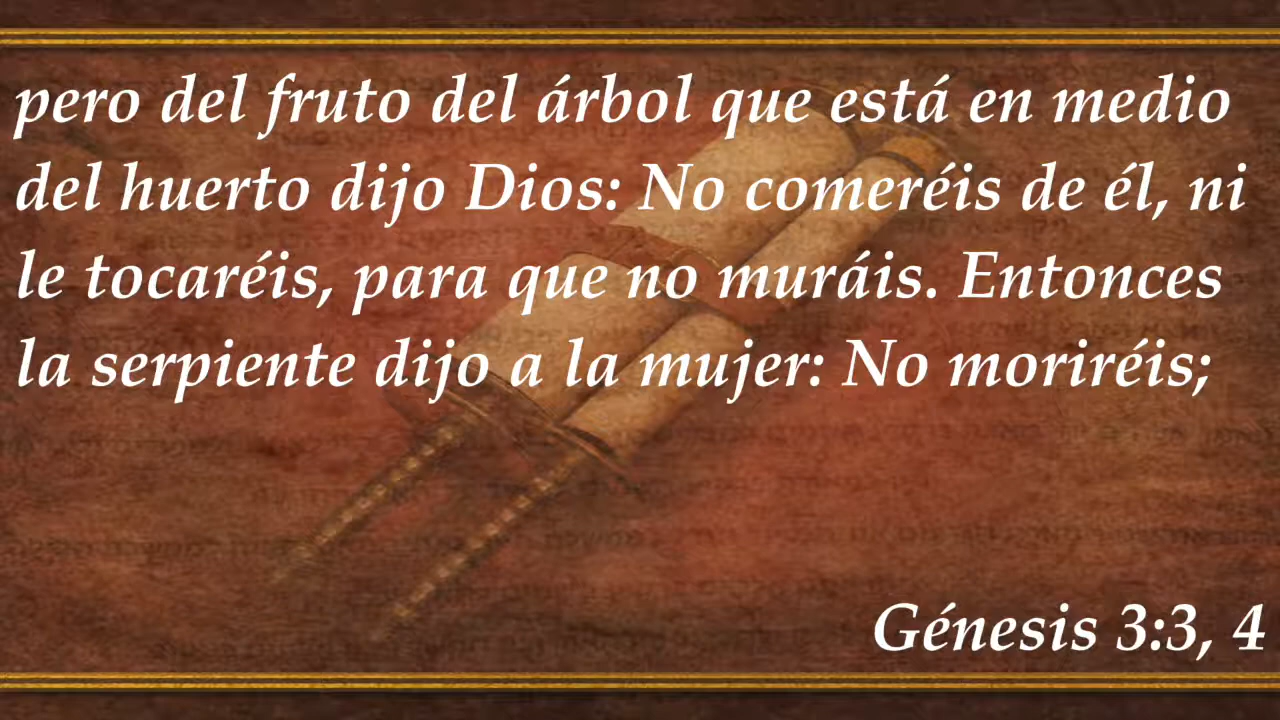 pero del fruto del árbol que está en medio
del huerto dijo Dios: No comeréis de él, ni
le tocaréis, para que no muráis. Entonces
la serpiente dijo a la mujer: No moriréis;
Génesis 3:3, 4